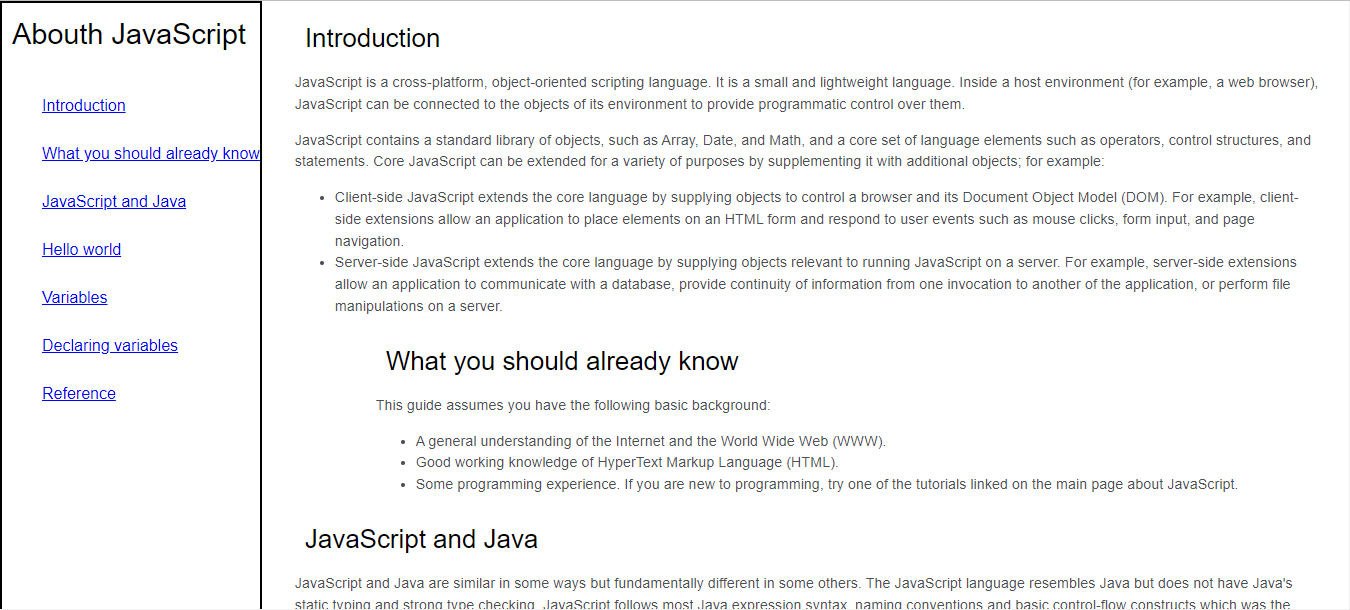 Abouth JavaScript
Introduction
What you should already know
JavaScript and Java
Hello world
Variables
Declaring variables
Reference
Introduction
JavaScript is a cross-platform, object-oriented scripting language. It is a small and lightweight language. Inside a host environment (for example, a web browser),
JavaScript can be connected to the objects of its environment to provide programmatic control over them.
JavaScript contains a standard library of objects, such as Array, Date, and Math, and a core set of language elements such as operators, control structures, and
statements. Core JavaScript can be extended for a variety of purposes by supplementing it with additional objects; for example:
• Client-side JavaScript extends the core language by supplying objects to control a browser and its Document Object Model (DOM). For example, client-
side extensions allow an application to place elements on an HTML form and respond to user events such as mouse clicks, form input, and page
navigation.
• Server-side JavaScript extends the core language by supplying objects relevant to running JavaScript on a server. For example, server-side extensions
allow an application to communicate with a database, provide continuity of information from one invocation to another of the application, or perform file
manipulations on a server.
What you should already know
This guide assumes you have the following basic background:
• A general understanding of the Internet and the World Wide Web (WWW).
• Good working knowledge of HyperText Markup Language (HTML).
• Some programming experience. If you are new to programming, try one of the tutorials linked on the main page about JavaScript.
JavaScript and Java
JavaScript and Java are similar in some ways but fundamentally different in some others. The JavaScript language resembles Java but does not have Java's
static typing and strong type checking. JavaScript follows most Java expression syntax, naming conventions and basic control-flow constructs which was the